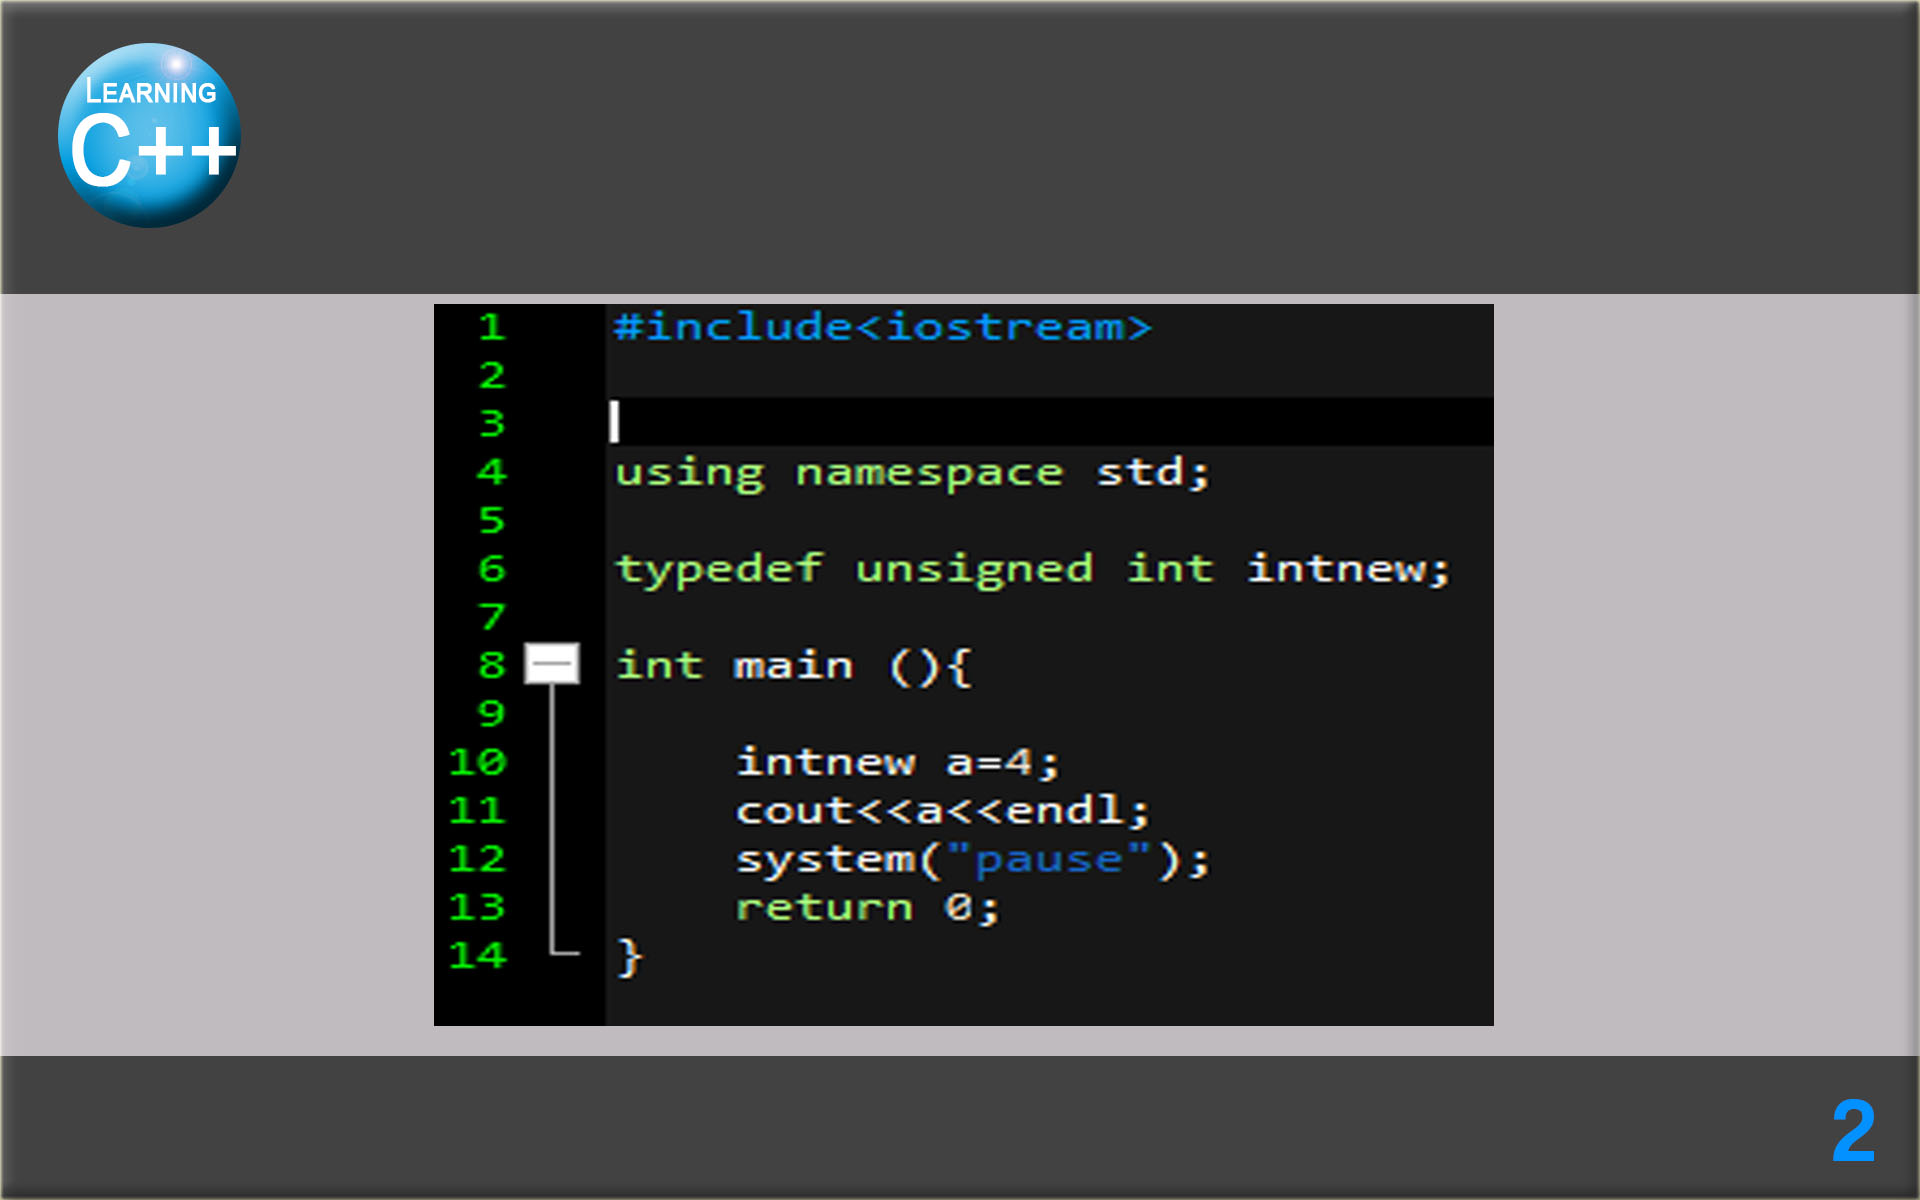 LEARNING
C++
1 #include<iostream>
2
3
4 using namespace std;
5
6 typedef unsigned int intnew;
7
8 int main (){
9
10 intnew a=4;
11 cout<<a<<endl;
12 system("pause");
13 return 0;
14 }
2